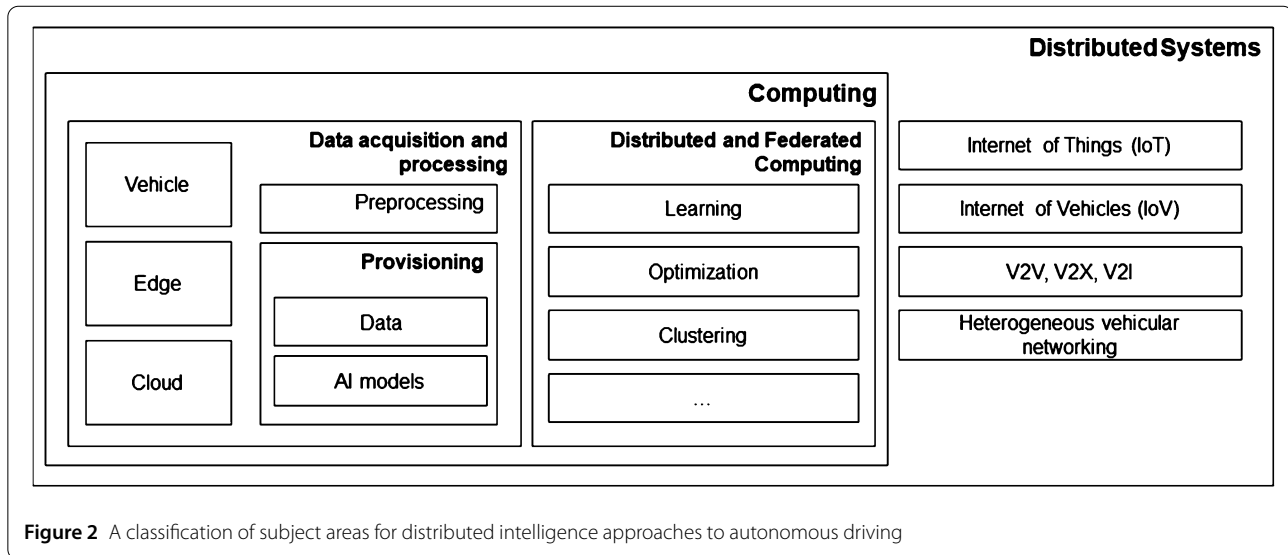 Distributed Systems
Computing
Data acquisition and
processing
Vehicle
Edge
Cloud
Preprocessing
Provisioning
Data
AI models
Distributed and Federated
Computing
Learning
Optimization
Clustering
...
Internet of Things (IoT)
Internet of Vehicles (IoV)
V2V, V2X, V2I
Heterogeneous vehicular
networking
Figure 2 A classification of subject areas for distributed intelligence approaches to autonomous driving